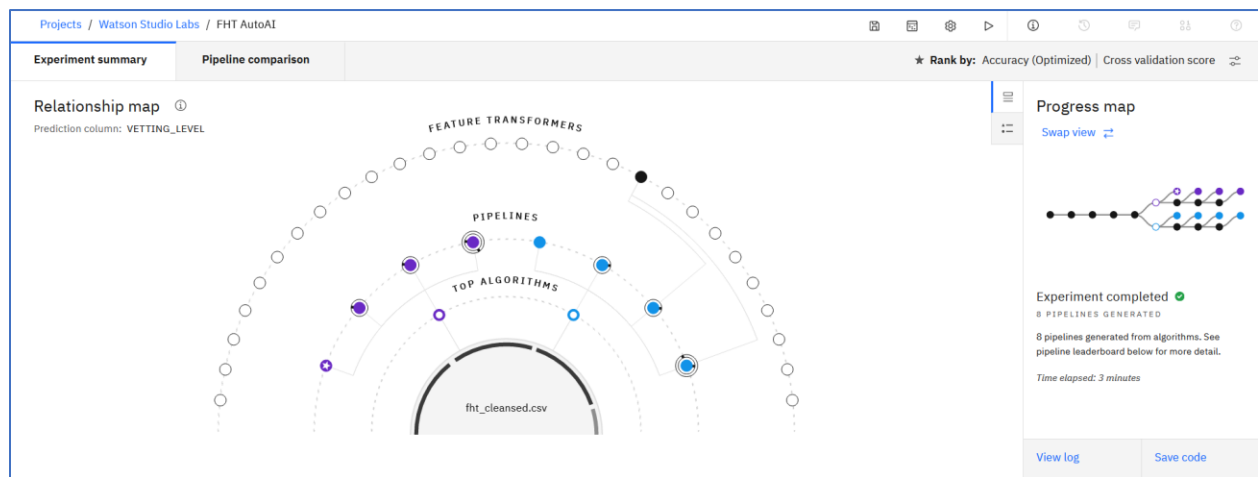 Projects / Watson Studio Labs / FHT AutoAI
Experiment summary
Pipeline comparison
Rank by: Accuracy (Optimized) | Cross validation score
Relationship map
Prediction column: VETTING_LEVEL
FEATURE TRANSFORMERS
PIPELINES
TOP ALGORITHMS
fht_cleansed.csv
Progress map
Swap view
Experiment completed
8 PIPELINES GENERATED
8 pipelines generated from algorithms. See
pipeline leaderboard below for more detail.
Time elapsed: 3 minutes
View log
Save code